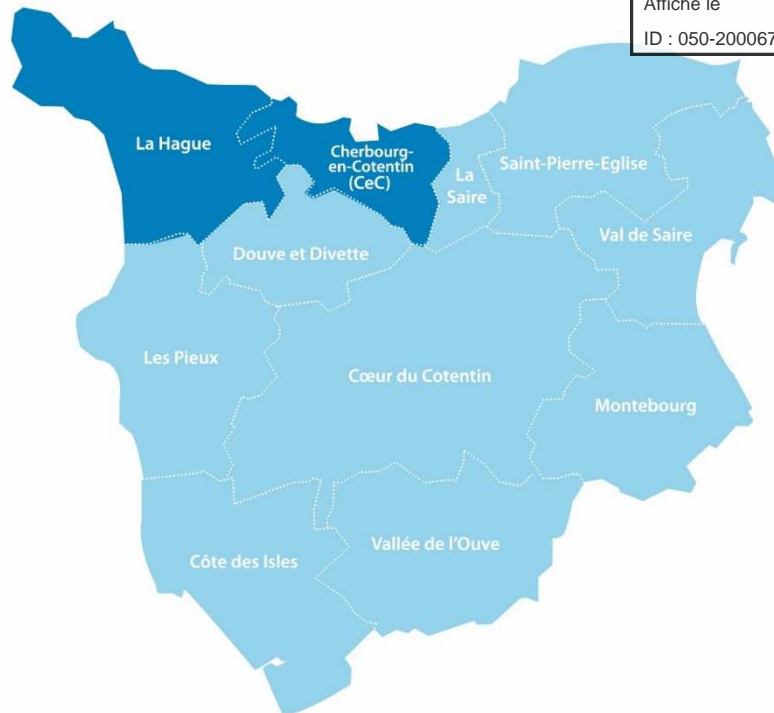 Affiché le
ID : 050-200067
La Hague
Cherbourg-
en-Cotentin
(CeC)
La
Saire
Saint-Pierre-Eglise
Val de Saire
Douve et Divette
Les Pieux
Cœur du Cotentin
Montebourg
Côte des Isles
Vallée de l'Ouve